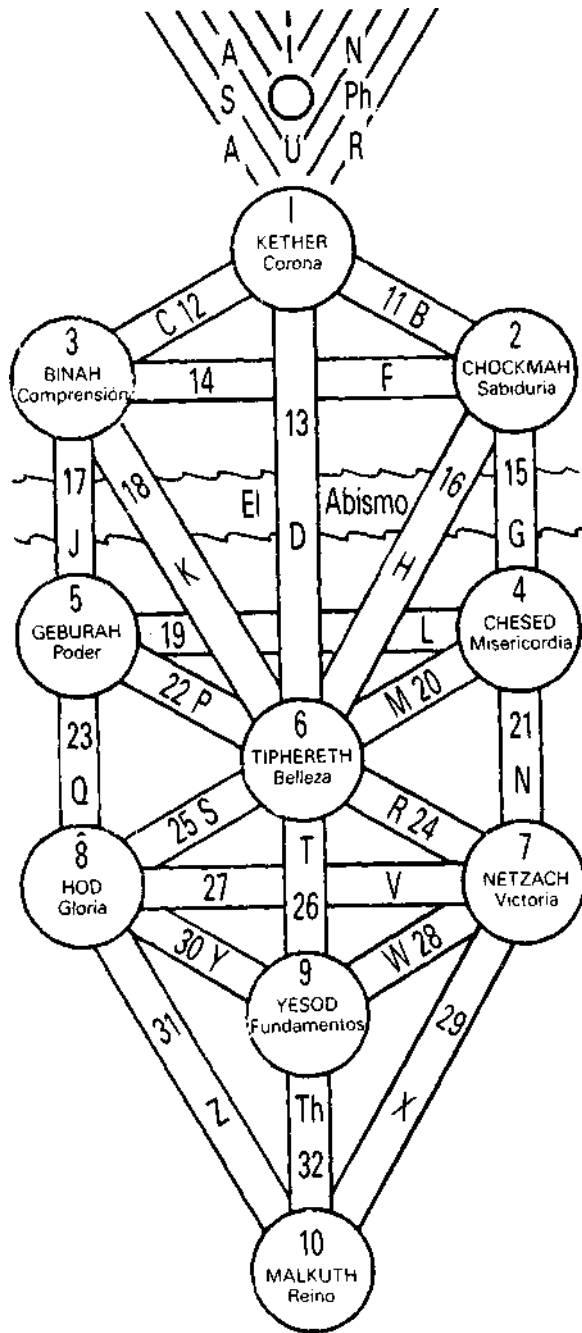 A I N
S Ph
A U R
1
KETHER
Corona
C 12
11 B
3
BINAH
Comprensión
2
CHOCKMAH
Sabiduria
14 F
13
17
18
16
15
El Abismo
J
K
D
H
G
5
GEBURAH
Poder
4
CHESED
Misericordia
19 L
22 P
M 20
6
TIPHERETH
Belleza
23
Q
21
N
25 S
R 24
8
HOD
Gloria
7
NETZACH
Victoria
T
27 V
26
30 Y
W 28
9
YESOD
Fundamentos
31
Z
29
X
Th
32
10
MALKUTH
Reino